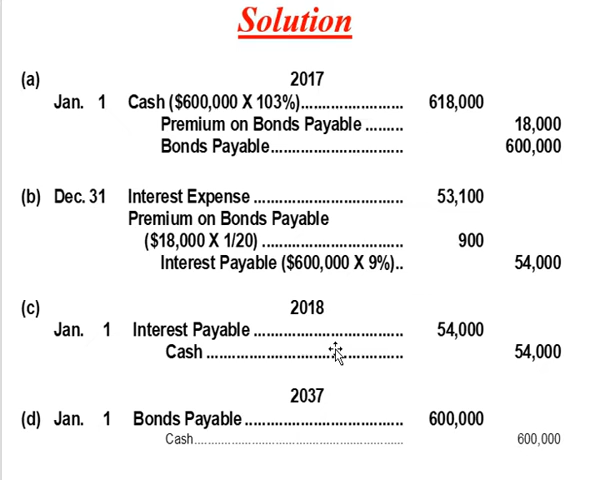 Solution
(a) 2017
Jan. 1 Cash ($600,000 X 103%)........................ 618,000
Premium on Bonds Payable ......... 18,000
Bonds Payable................................. 600,000
(b) Dec. 31 Interest Expense ..................................... 53,100
Premium on Bonds Payable
($18,000 X 1/20) ................................... 900
Interest Payable ($600,000 X 9%).. 54,000
(c) 2018
Jan. 1 Interest Payable ..................................... 54,000
Cash ................................................. 54,000
2037
(d) Jan. 1 Bonds Payable ....................................... 600,000
Cash............................................................ 600,000